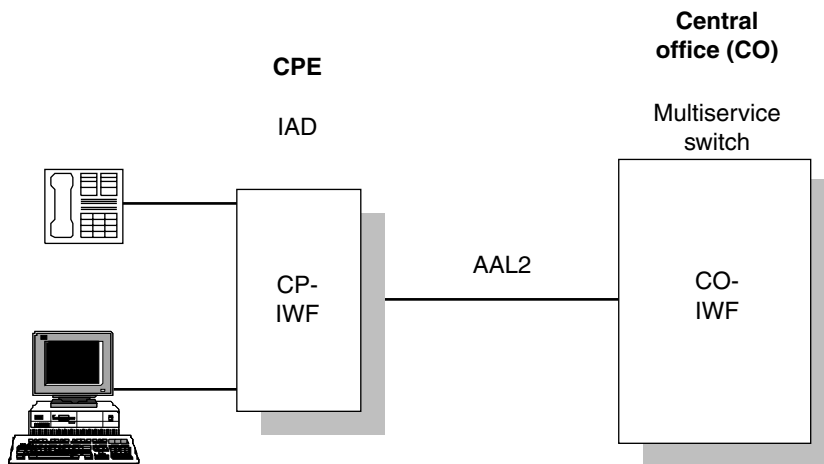 Central
office (CO)
CPE
IAD
Multiservice
switch
AAL2
CP-
IWF
CO-
IWF